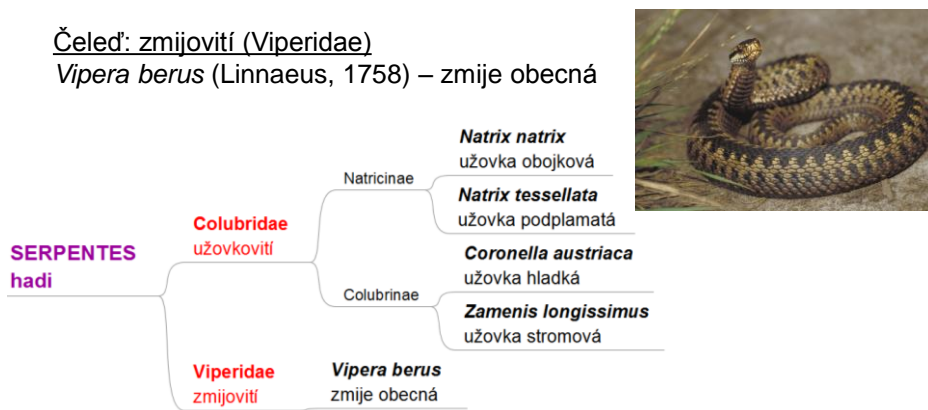 Čeleď: zmijovití (Viperidae)
Vipera berus (Linnaeus, 1758) – zmije obecná
SERPENTES
hadi
Colubridae
užovkovití
Natricinae
Natrix natrix
užovka obojková
Natrix tessellata
užovka podplamatá
Colubrinae
Coronella austriaca
užovka hladká
Zamenis longissimus
užovka stromová
Viperidae
zmijovití
Vipera berus
zmije obecná